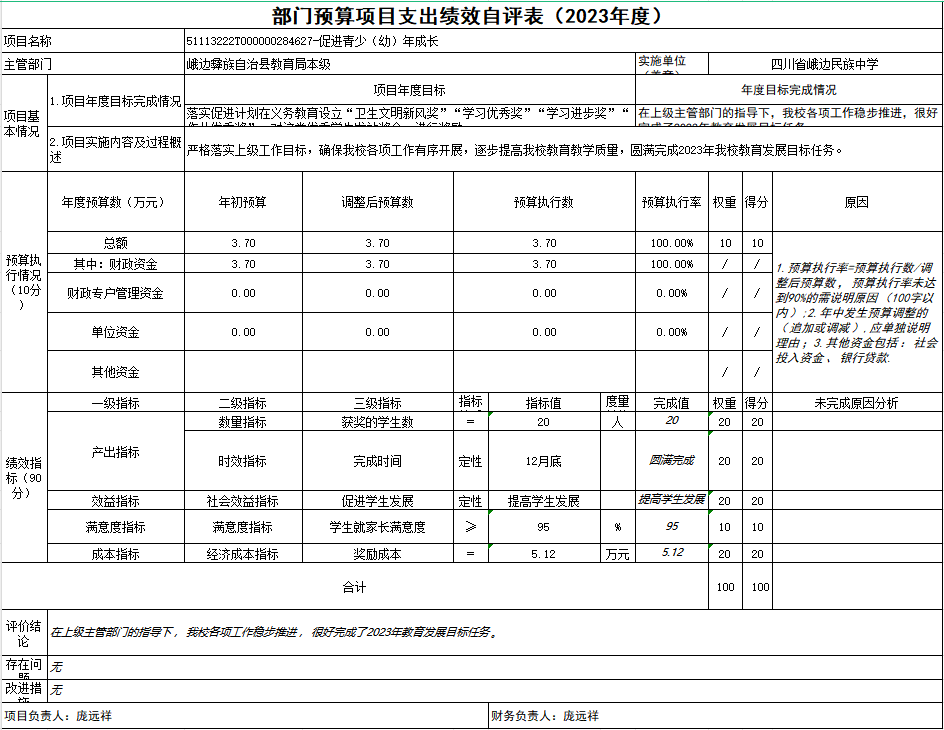 部门预算项目支出绩效自评表（2023年度）
项目名称 51113222T000000284627-促进青少（幼）年成长
主管部门 峨边彝族自治县教育局本级 实施单位 四川省峨边民族中学
项目基本情况 1.项目年度目标完成情况 项目年度目标 年度目标完成情况
落实促进计划在义务教育设立“卫生文明新风奖”“学习优秀奖”“学习进步奖”“ 在上级主管部门的指导下，我校各项工作稳步推进，很好
2.项目实施内容及过程概述 严格落实上级工作目标，确保我校各项工作有序开展，逐步提高我校教育教学质量，圆满完成2023年我校教育发展目标任务。
预算执行情况（10分） 年度预算数（万元） 年初预算 调整后预算数 预算执行数 预算执行率 权重 得分 原因
总额 3.70 3.70 3.70 100.00% 10 10
其中：财政资金 3.70 3.70 3.70 100.00% / /
财政专户管理资金 0.00 0.00 0.00 0.00% / /
单位资金 0.00 0.00 0.00 0.00% / /
其他资金 / /
1.预算执行率=预算执行数/调
整后预算数，预算执行率未达
到90%的需说明原因（100字以
内）;2.年中发生预算调整的
（追加或调减）,应单独说明
理由；3.其他资金包括：社会
投入资金、银行贷款.
绩效指标（90分） 一级指标 二级指标 三级指标 指标 指标值 度量 完成值 权重 得分 未完成原因分析
产出指标 数量指标 获奖的学生数 = 20 人 20 20 20
时效指标 完成时间 定性 12月底 圆满完成 20 20
效益指标 社会效益指标 促进学生发展 定性 提高学生发展 提高学生发展 20 20
满意度指标 满意度指标 学生就家长满意度 ≥ 95 % 95 10 10
成本指标 经济成本指标 奖励成本 = 5.12 万元 5.12 20 20
合计 100 100
评价结论 在上级主管部门的指导下，我校各项工作稳步推进，很好完成了2023年教育发展目标任务。
存在问题 无
改进措施 无
项目负责人：庞远祥 财务负责人：庞远祥